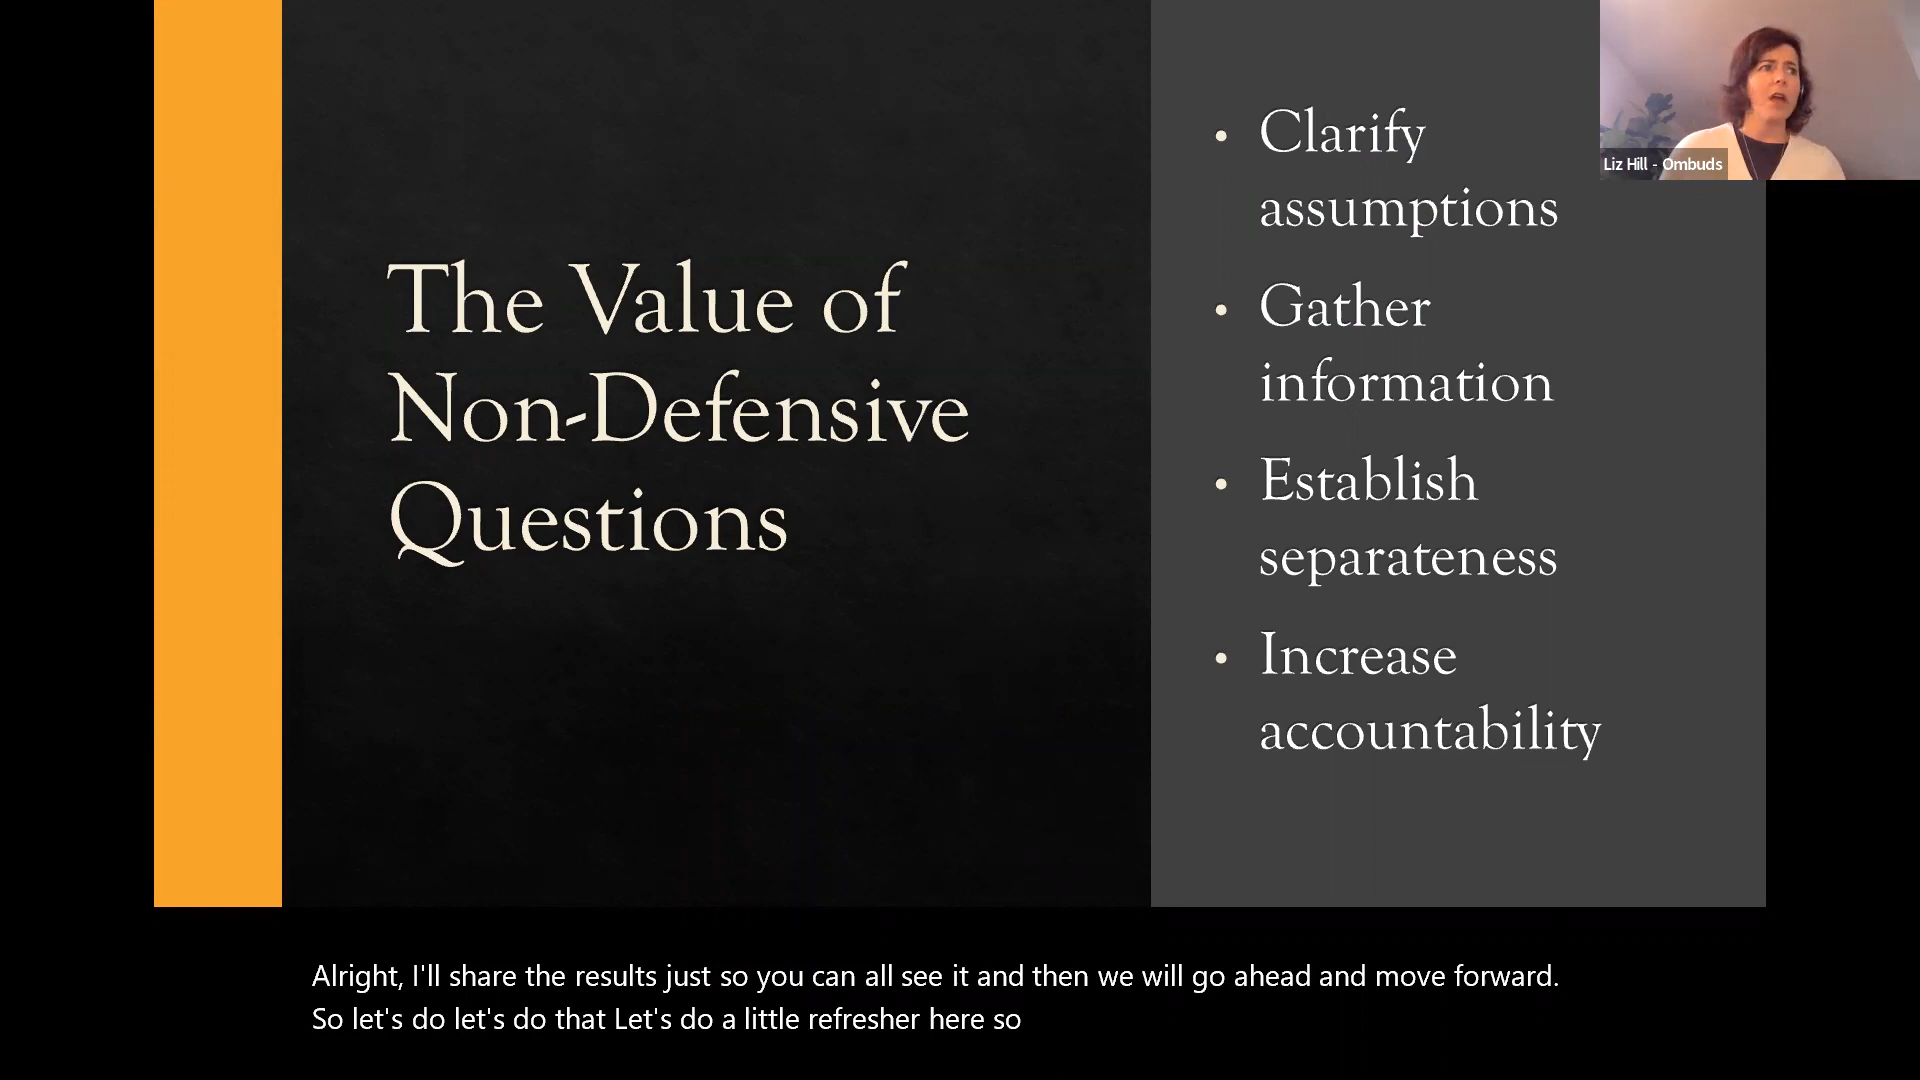 The Value of
Non-Defensive
Questions
• Clarify
assumptions
• Gather
information
• Establish
separateness
• Increase
accountability
Liz Hill - Ombuds
Alright, I'll share the results just so you can all see it and then we will go ahead and move forward.
So let's do let's do that Let's do a little refresher here so